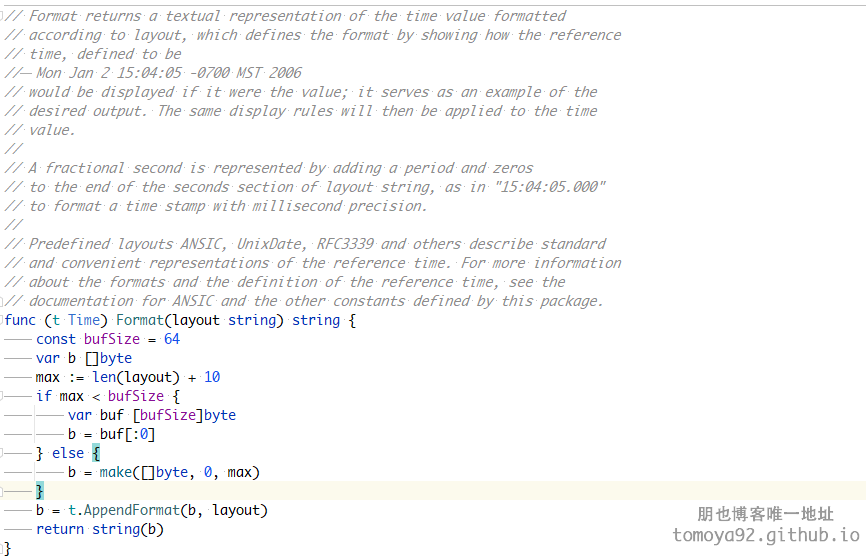 // Format returns a textual representation of the time value formatted
// according to layout, which defines the format by showing how the reference
// time, defined to be
//	Mon Jan 2 15:04:05 -0700 MST 2006
// would be displayed if it were the value; it serves as an example of the
// desired output. The same display rules will then be applied to the time
// value.
//
// A fractional second is represented by adding a period and zeros
// to the end of the seconds section of layout string, as in "15:04:05.000"
// to format a time stamp with millisecond precision.
//
// Predefined layouts ANSIC, UnixDate, RFC3339 and others describe standard
// and convenient representations of the reference time. For more information
// about the formats and the definition of the reference time, see the
// documentation for ANSIC and the other constants defined by this package.
func (t Time) Format(layout string) string {
	const bufSize = 64
	var b []byte
	max := len(layout) + 10
	if max < bufSize {
		var buf [bufSize]byte
		b = buf[:0]
	} else {
		b = make([]byte, 0, max)
	}
	b = t.AppendFormat(b, layout)
	return string(b)
}
朋也博客唯一地址
tomoya92.github.io